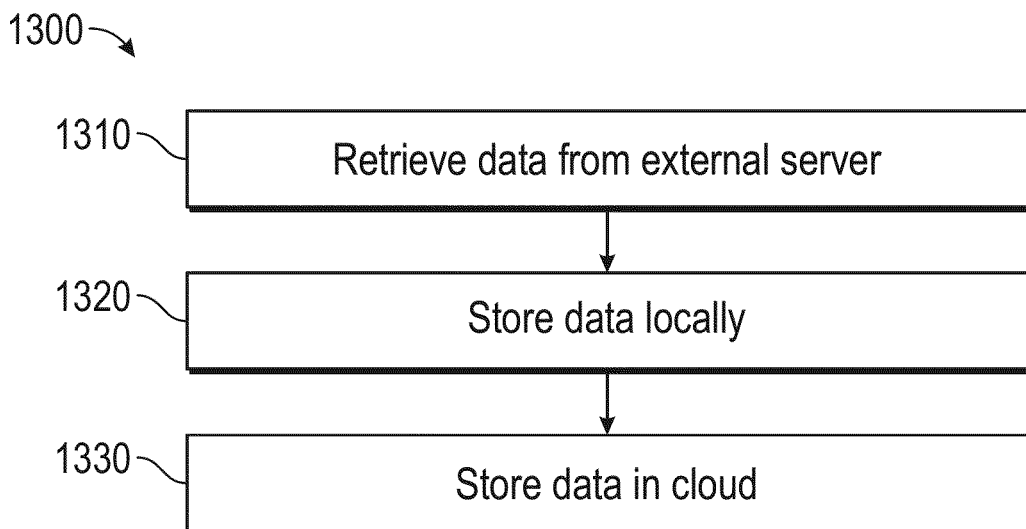 1300
1310
Retrieve data from external server
1320
Store data locally
1330
Store data in cloud